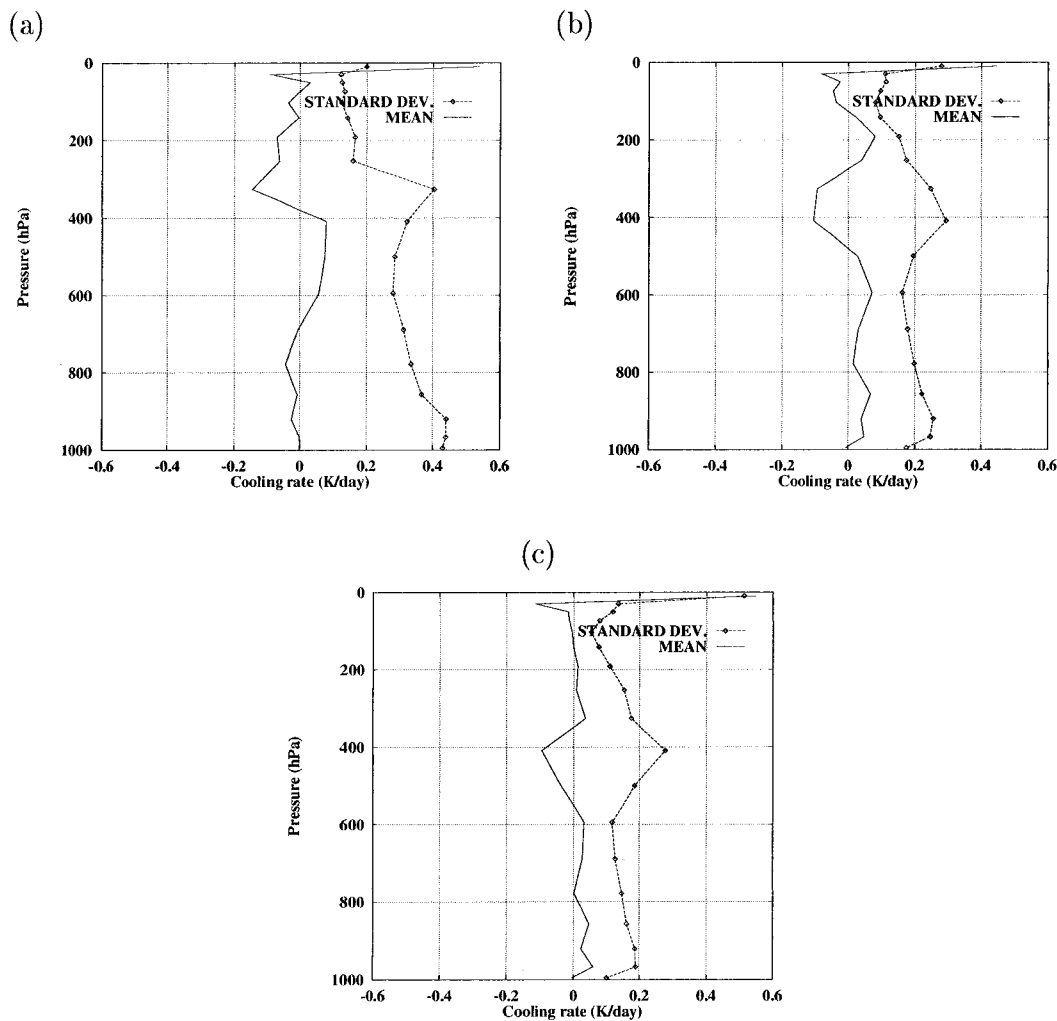 (a)
0
200
400
600
800
1000
Pressure (hPa)
STANDARD DEV.
MEAN
-0.6
-0.4
-0.2
0
0.2
0.4
0.6
Cooling rate (K/day)
(b)
0
200
400
600
800
1000
Pressure (hPa)
STANDARD DEV.
MEAN
-0.6
-0.4
-0.2
0
0.2
0.4
0.6
Cooling rate (K/day)
(c)
0
200
400
600
800
1000
Pressure (hPa)
STANDARD DEV.
MEAN
-0.6
-0.4
-0.2
0
0.2
0.4
0.6
Cooling rate (K/day)